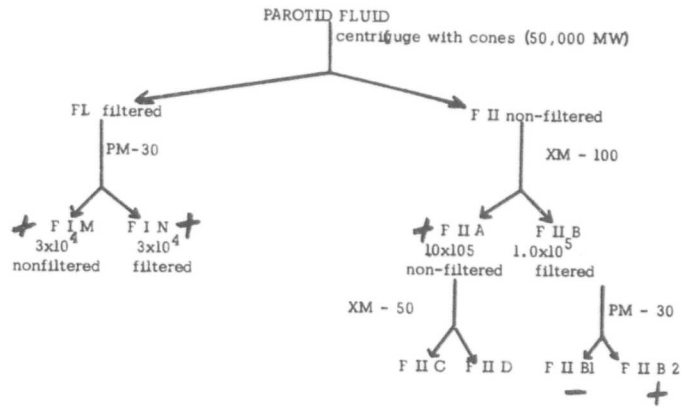 PAROTID FLUID
centrifuge with cones (50,000 MW)
FL filtered
F II non-filtered
PM-30
XM - 100
+ F I M F I N +
3x10^4 3x10^4
nonfiltered filtered
+ F II A F II B
10x105 1.0x10^5
non-filtered filtered
XM - 50
PM - 30
F II C F II D F II B1 F II B 2
− +